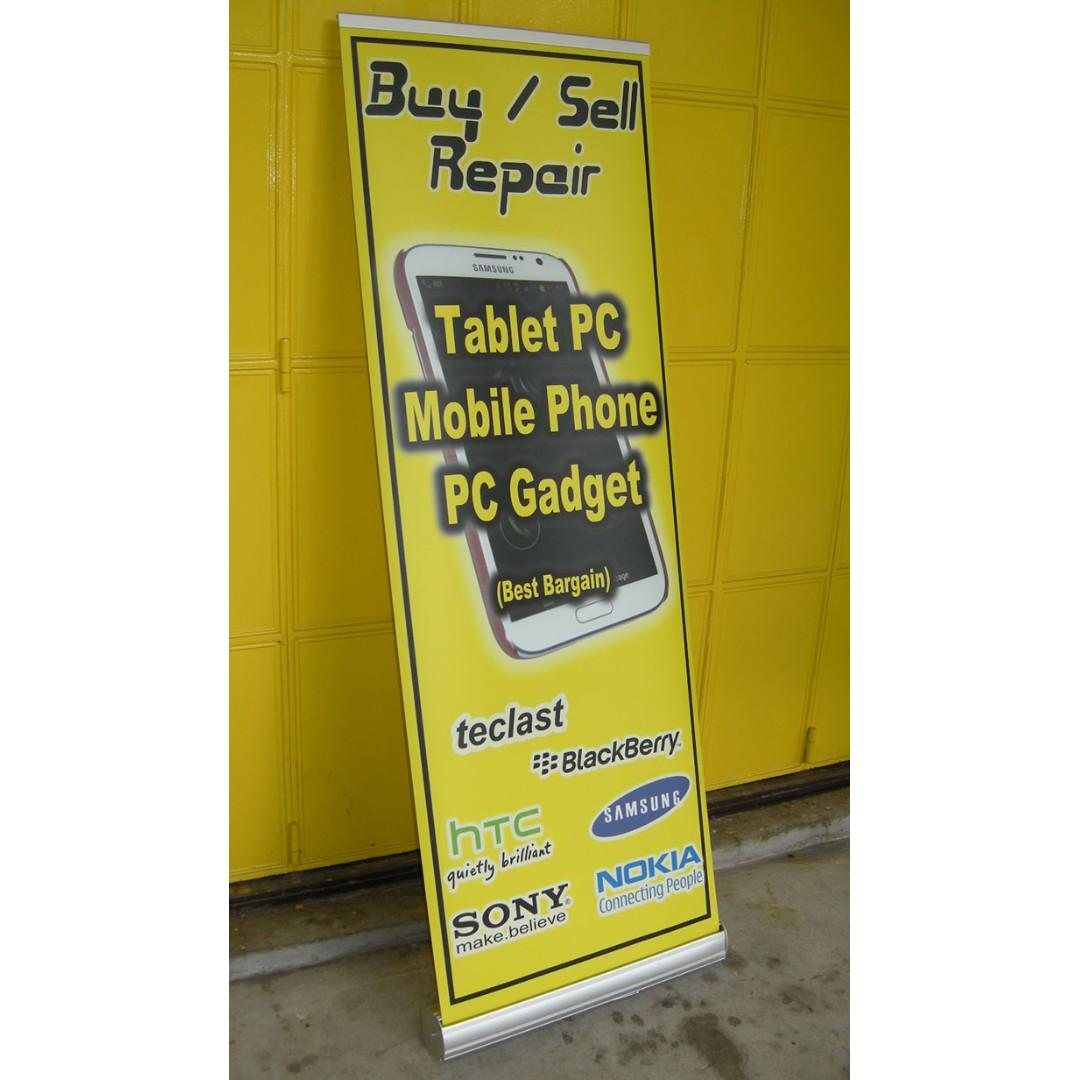 Buy / Sell
Repair
SAMSUNG
Tablet PC
Mobile Phone
PC Gadget
(Best Bargain)
teclast
BlackBerry
SAMSUNG
hTC
quietly brilliant
NOKIA
Connecting People
SONY®
make.believe